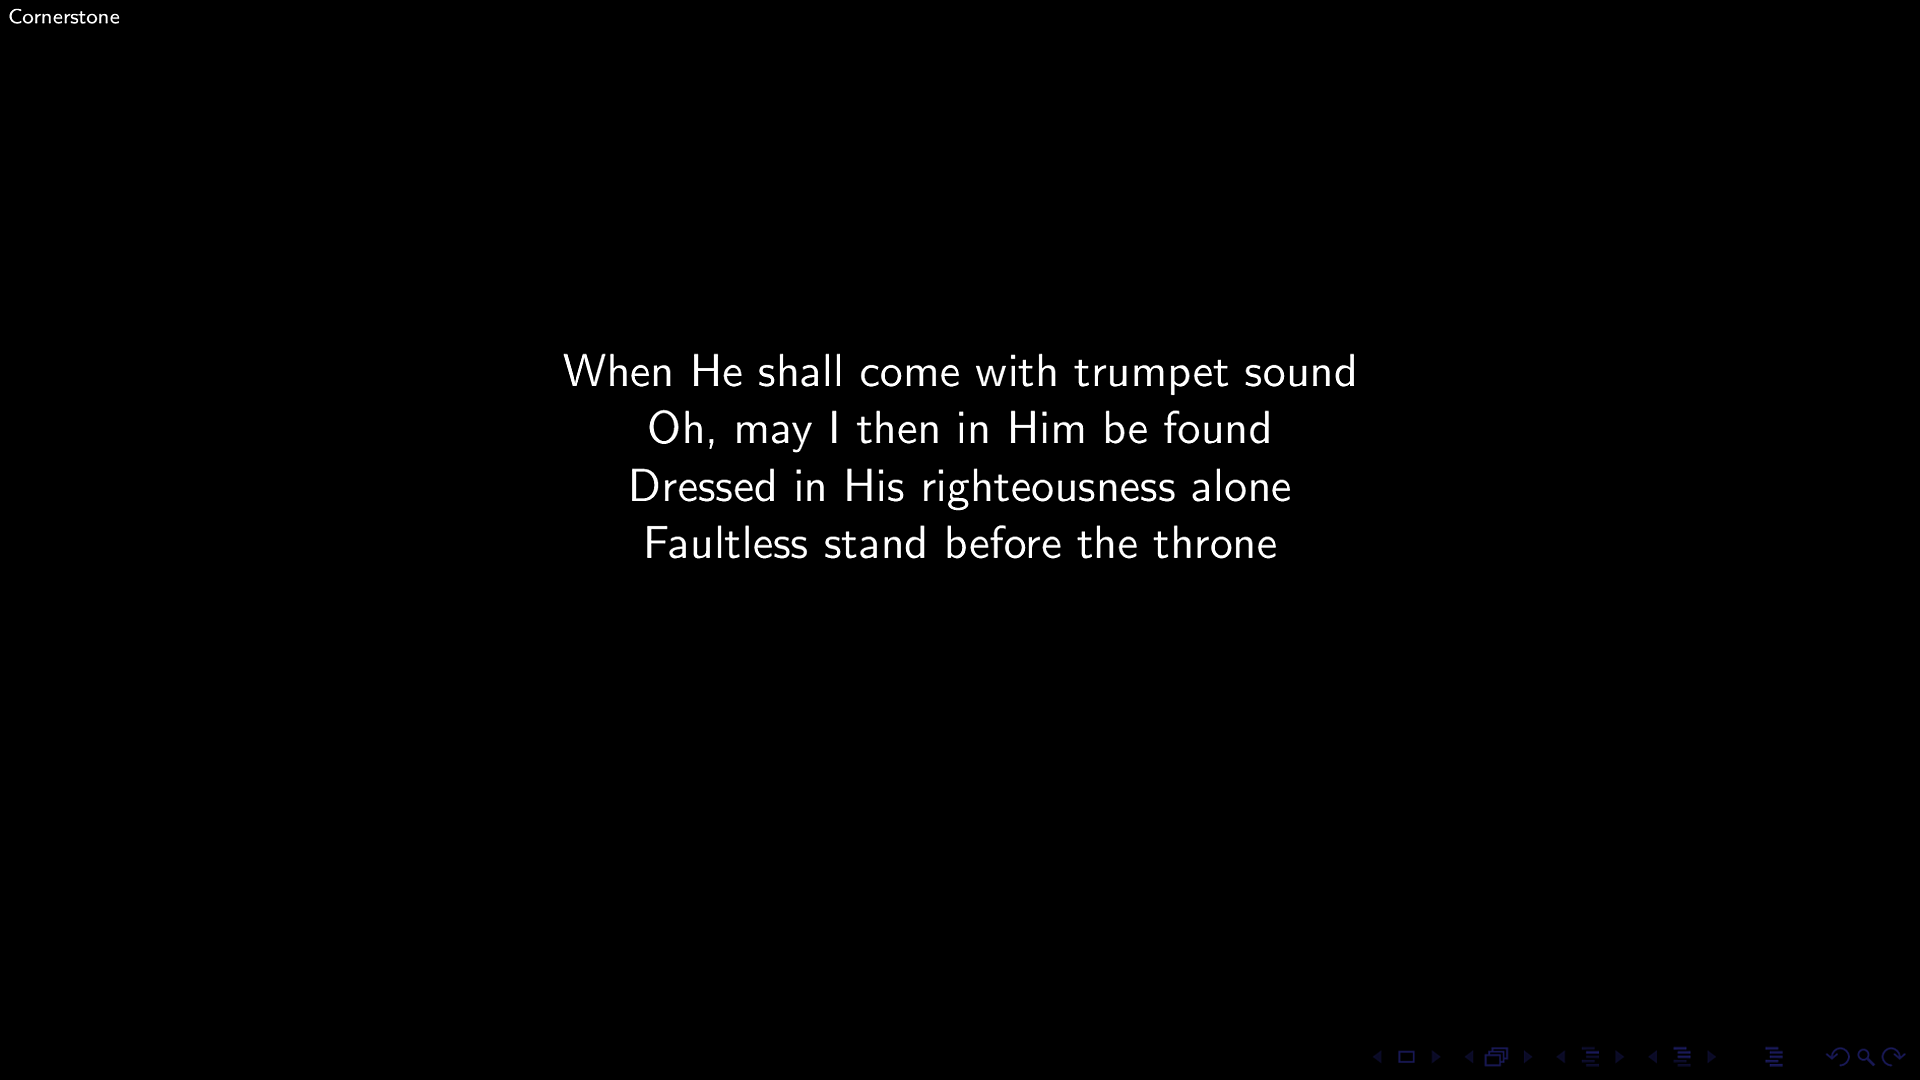 Cornerstone
When He shall come with trumpet sound
Oh, may I then in Him be found
Dressed in His righteousness alone
Faultless stand before the throne